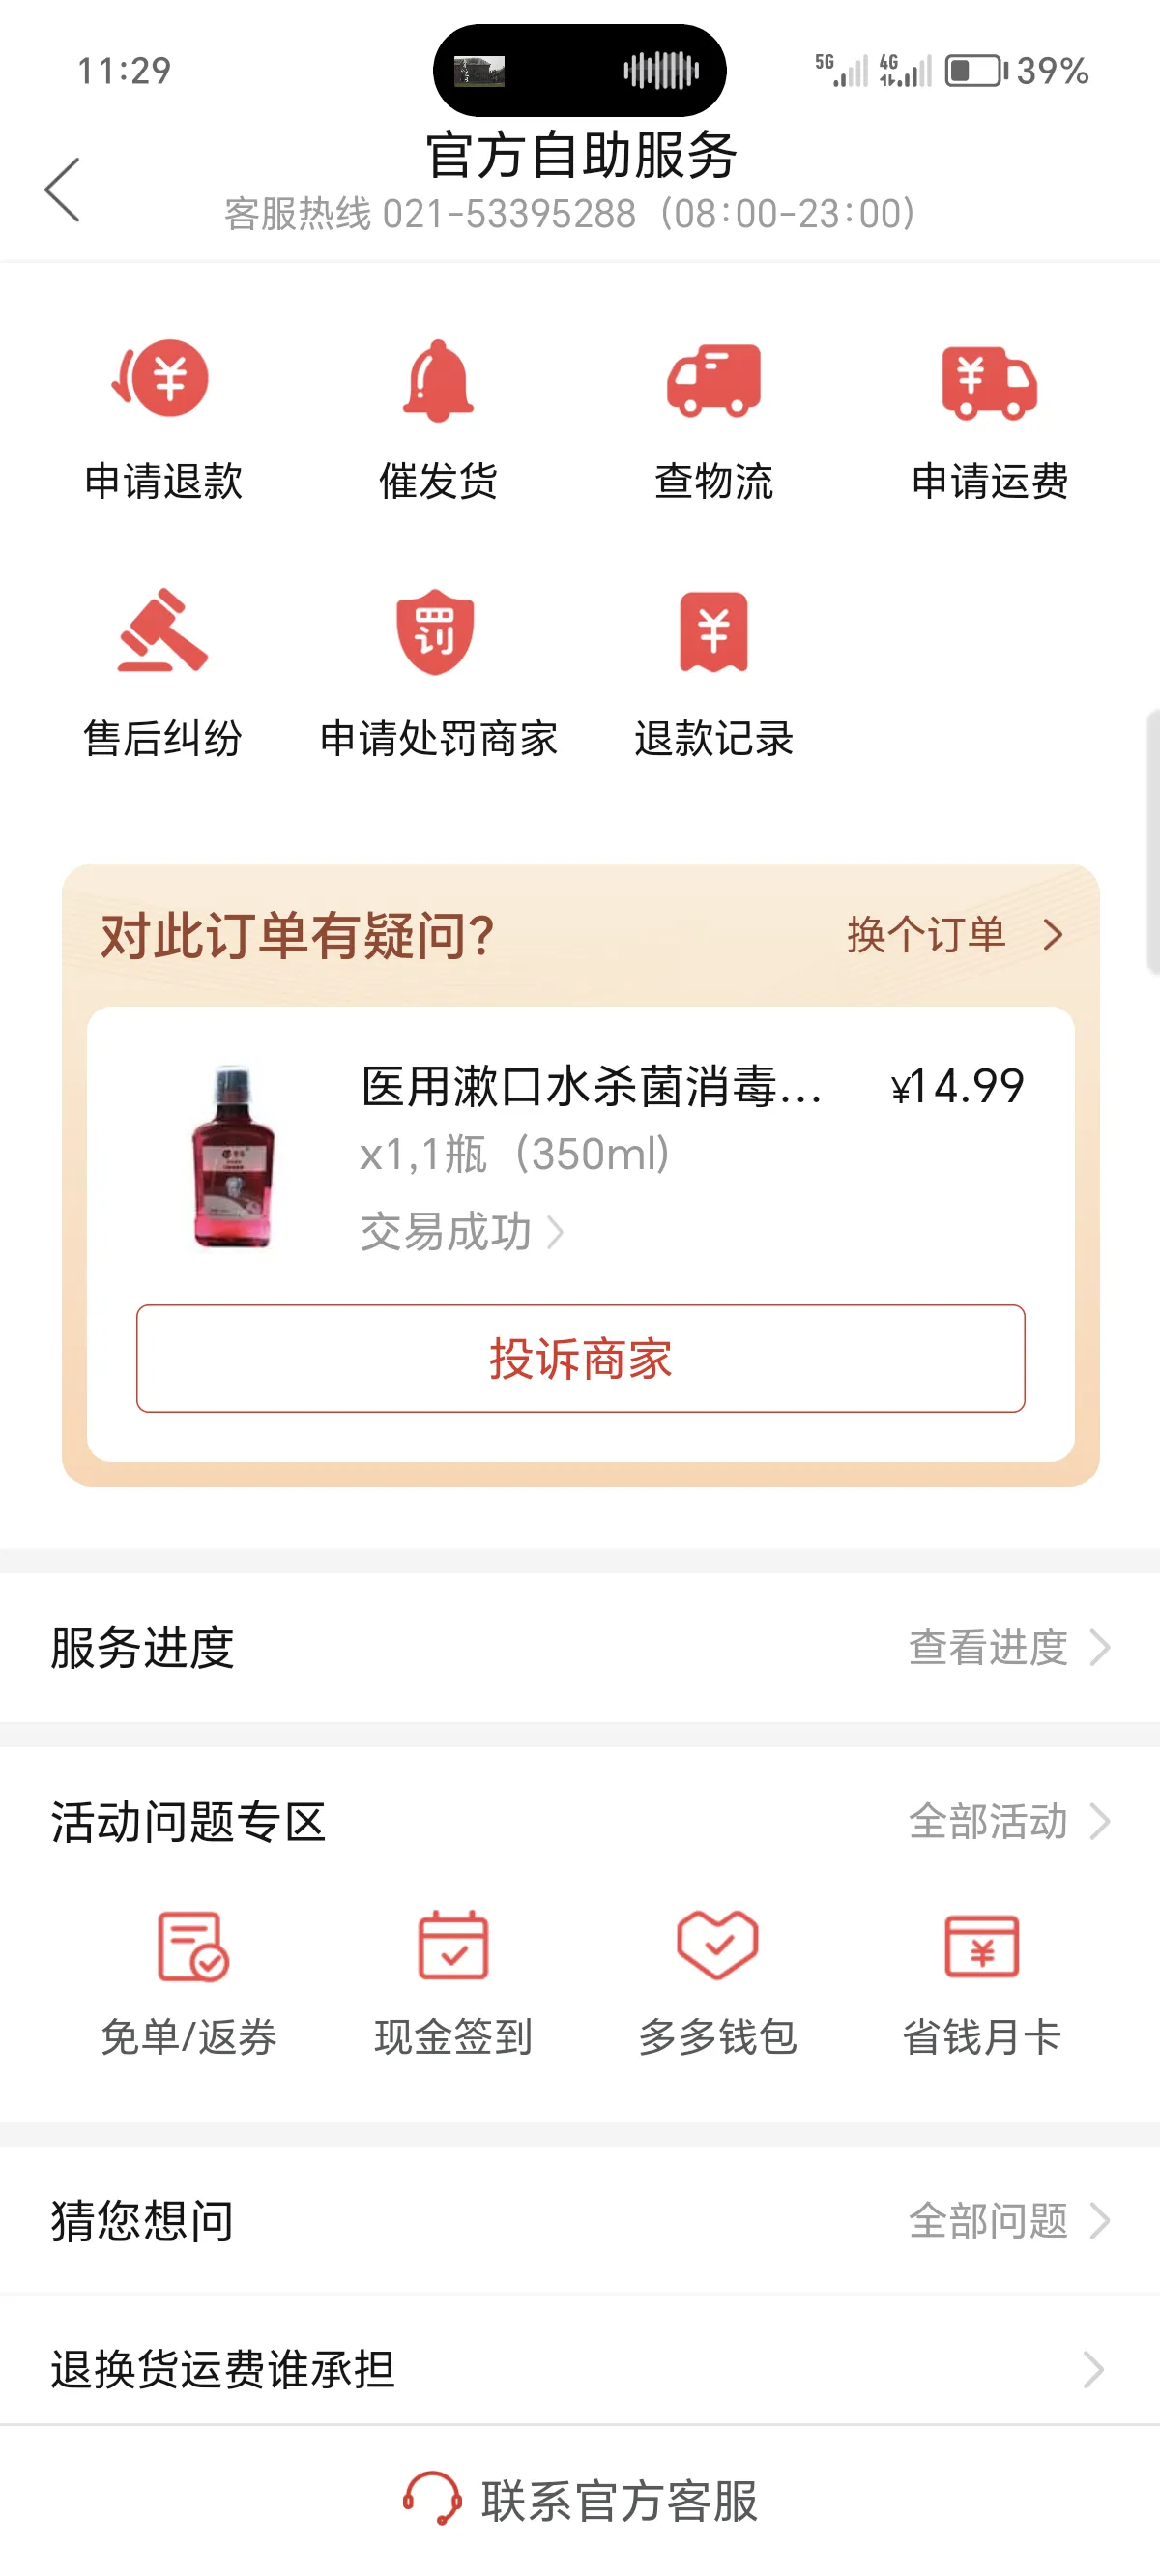 11:29
5G 4G 39%
官方自助服务
客服热线 021-53395288（08:00-23:00）
申请退款 催发货 查物流 申请运费
罚
售后纠纷 申请处罚商家 退款记录
对此订单有疑问?
换个订单
医用漱口水杀菌消毒... ¥14.99
x1,1瓶（350ml）
交易成功
投诉商家
服务进度 查看进度
活动问题专区 全部活动
免单/返券 现金签到 多多钱包 省钱月卡
猜您想问 全部问题
退换货运费谁承担
联系官方客服